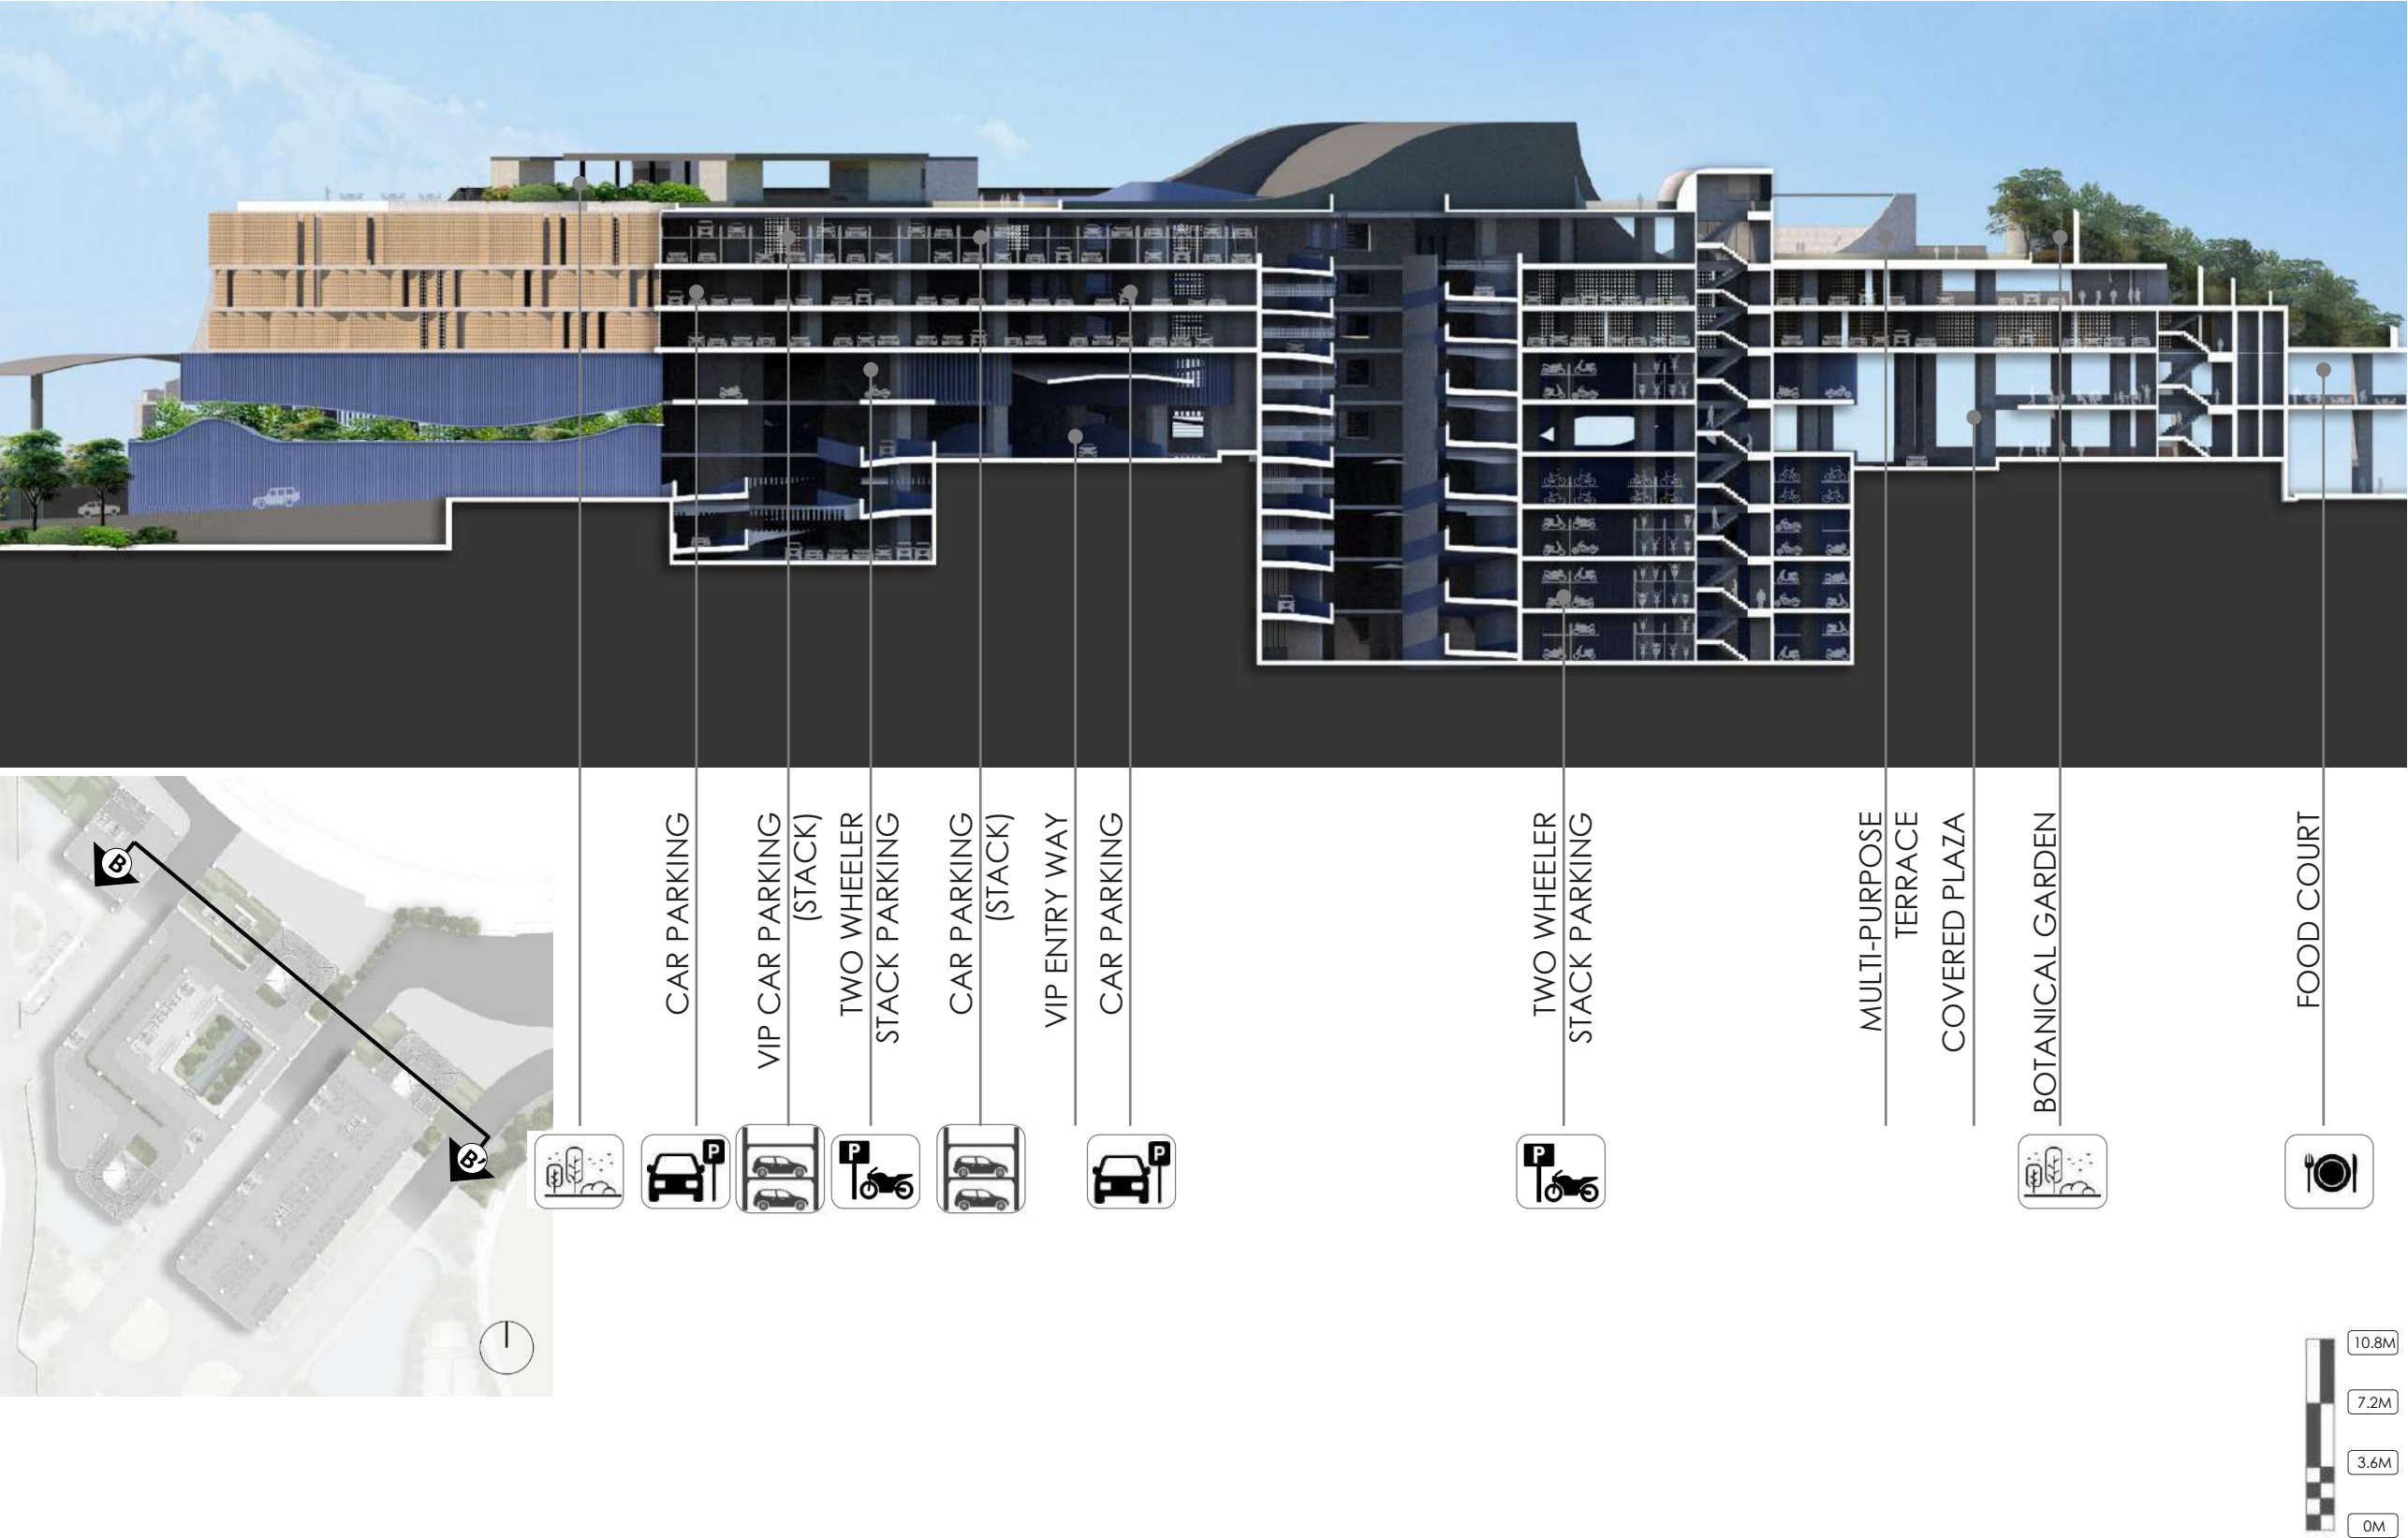 CAR PARKING
VIP CAR PARKING
(STACK)
TWO WHEELER
STACK PARKING
CAR PARKING
(STACK)
VIP ENTRY WAY
CAR PARKING
TWO WHEELER
STACK PARKING
MULTI-PURPOSE
TERRACE
COVERED PLAZA
BOTANICAL GARDEN
FOOD COURT
B
B'
P
P
P
P
10.8M
7.2M
3.6M
0M